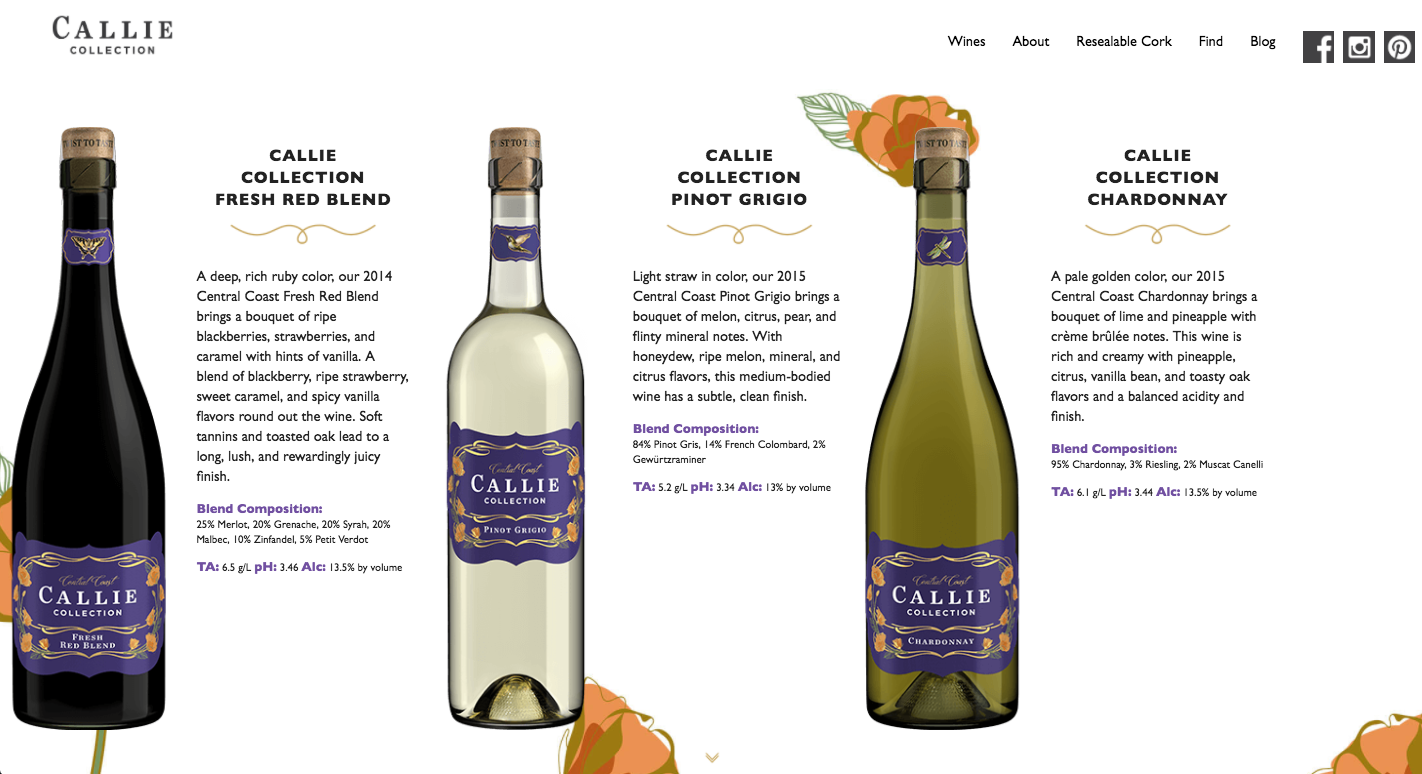 CALLIE
COLLECTION
Wines
About
Resealable Cork
Find
Blog
CALLIE
COLLECTION
FRESH RED BLEND
A deep, rich ruby color, our 2014
Central Coast Fresh Red Blend
brings a bouquet of ripe
blackberries, strawberries, and
caramel with hints of vanilla. A
blend of blackberry, ripe strawberry,
sweet caramel, and spicy vanilla
flavors round out the wine. Soft
tannins and toasted oak lead to a
long, lush, and rewardingly juicy
finish.
Blend Composition:
25% Merlot, 20% Grenache, 20% Syrah, 20%
Malbec, 10% Zinfandel, 5% Petit Verdot
TA: 6.5 g/L pH: 3.46 Alc: 13.5% by volume
Central Coast
CALLIE
COLLECTION
FRESH
RED BLEND
CALLIE
COLLECTION
PINOT GRIGIO
Light straw in color, our 2015
Central Coast Pinot Grigio brings a
bouquet of melon, citrus, pear, and
flinty mineral notes. With
honeydew, ripe melon, mineral, and
citrus flavors, this medium-bodied
wine has a subtle, clean finish.
Blend Composition:
84% Pinot Gris, 14% French Colombard, 2%
Gewürztraminer
TA: 5.2 g/L pH: 3.34 Alc: 13% by volume
Central Coast
CALLIE
COLLECTION
PINOT GRIGIO
CALLIE
COLLECTION
CHARDONNAY
A pale golden color, our 2015
Central Coast Chardonnay brings a
bouquet of lime and pineapple with
crème brûlée notes. This wine is
rich and creamy with pineapple,
citrus, vanilla bean, and toasty oak
flavors and a balanced acidity and
finish.
Blend Composition:
95% Chardonnay, 3% Riesling, 2% Muscat Canelli
TA: 6.1 g/L pH: 3.44 Alc: 13.5% by volume
Central Coast
CALLIE
COLLECTION
CHARDONNAY